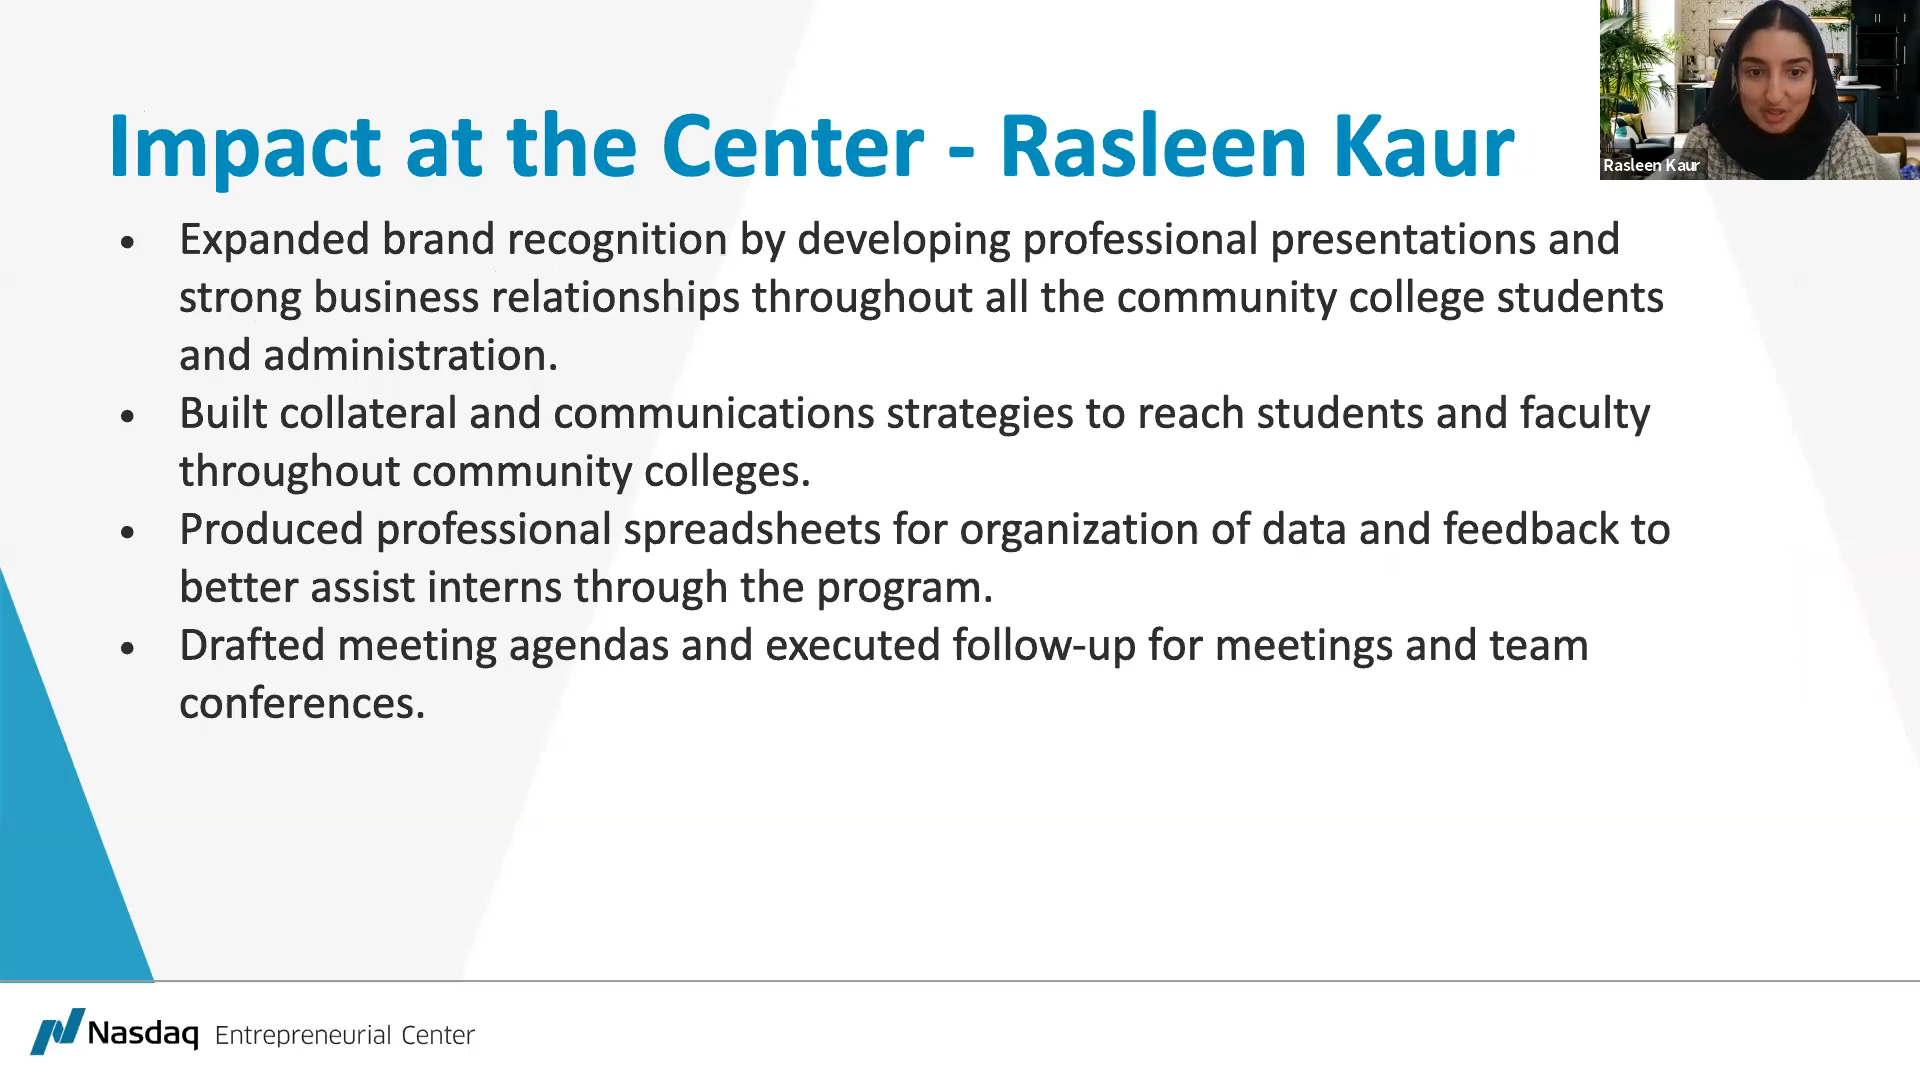 Impact at the Center - Rasleen Kaur
Rasleen Kaur
• Expanded brand recognition by developing professional presentations and
strong business relationships throughout all the community college students
and administration.
• Built collateral and communications strategies to reach students and faculty
throughout community colleges.
• Produced professional spreadsheets for organization of data and feedback to
better assist interns through the program.
• Drafted meeting agendas and executed follow-up for meetings and team
conferences.
Nasdaq Entrepreneurial Center